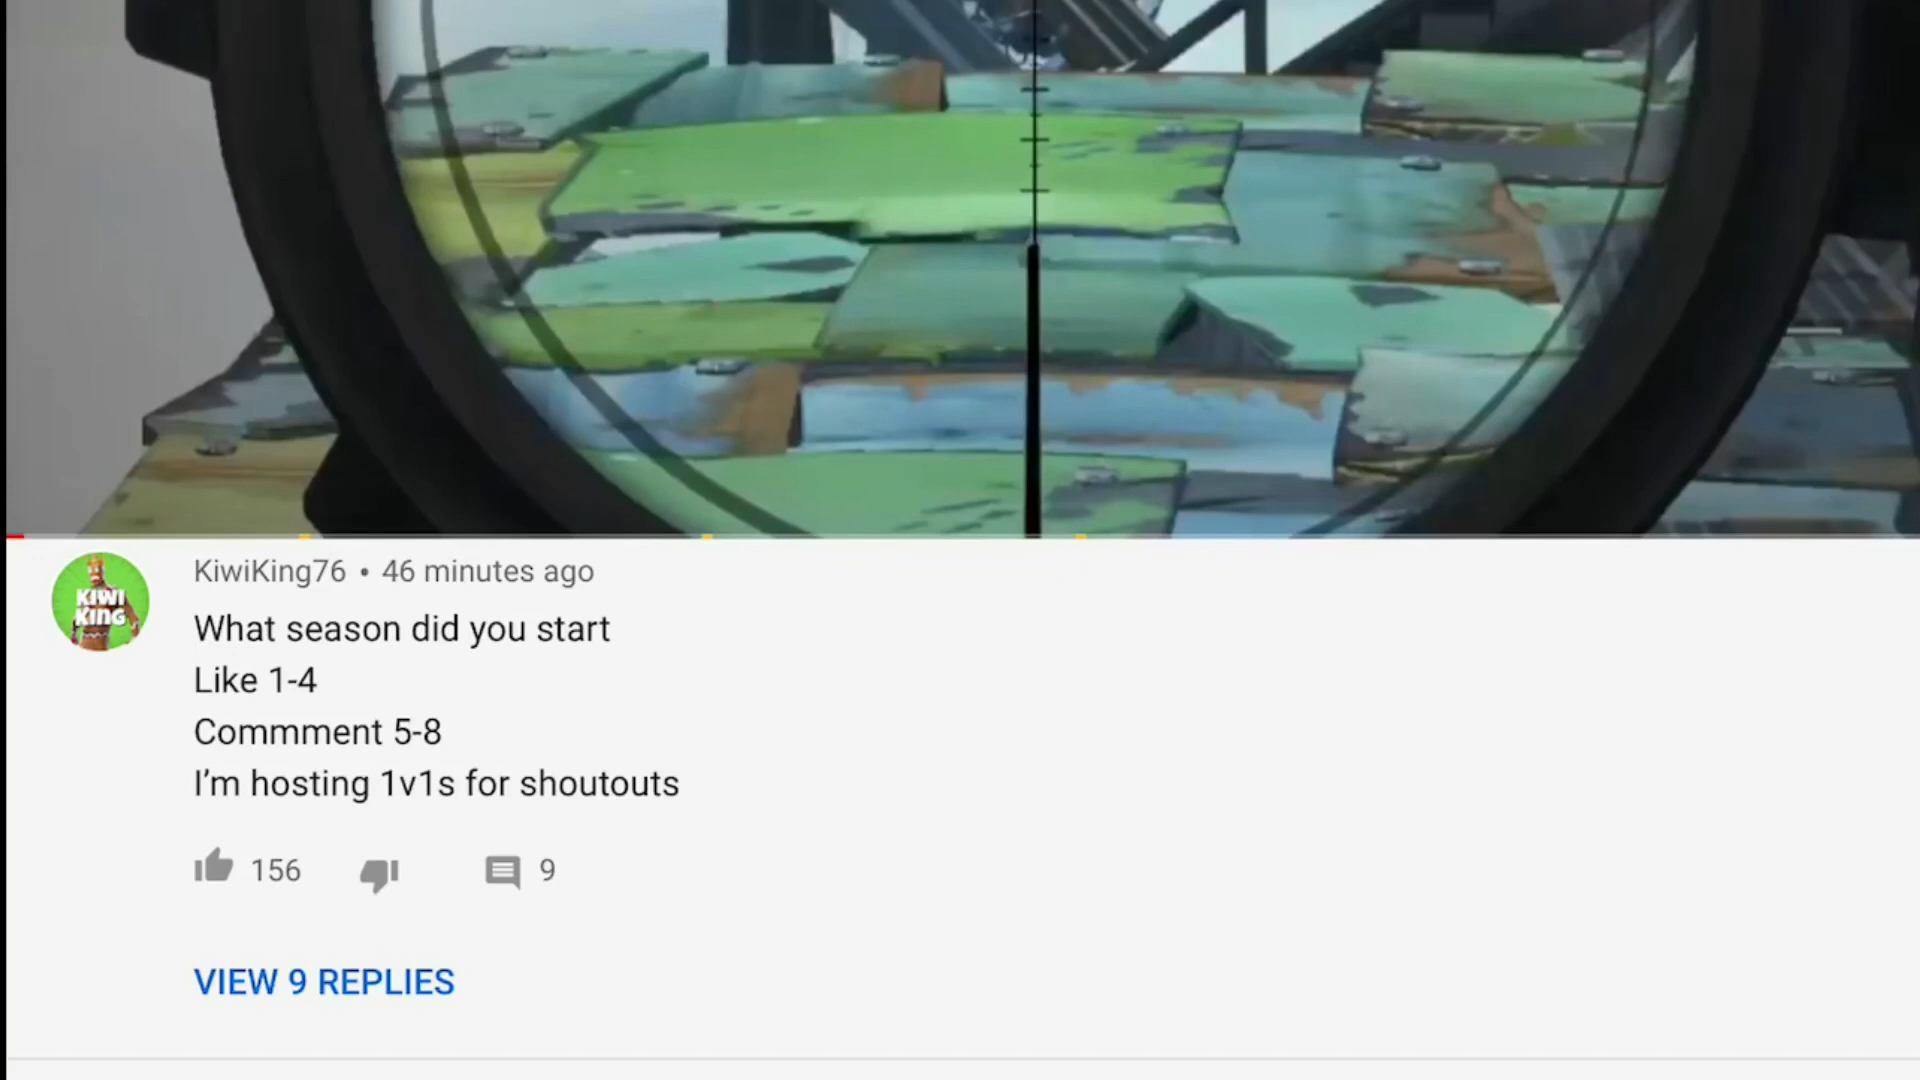 KiwiKing76 • 46 minutes ago
KIWI
KING
What season did you start
Like 1-4
Commment 5-8
I’m hosting 1v1s for shoutouts
156
9
VIEW 9 REPLIES